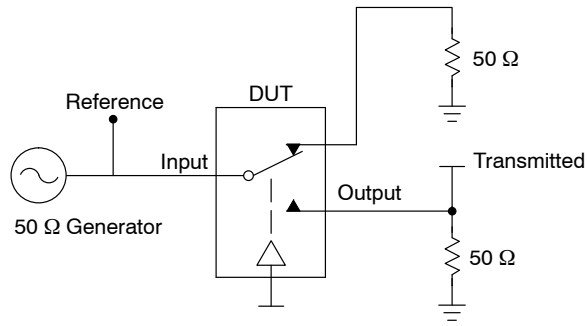 50 Ω
DUT
Reference
Input
Transmitted
Output
50 Ω Generator
50 Ω